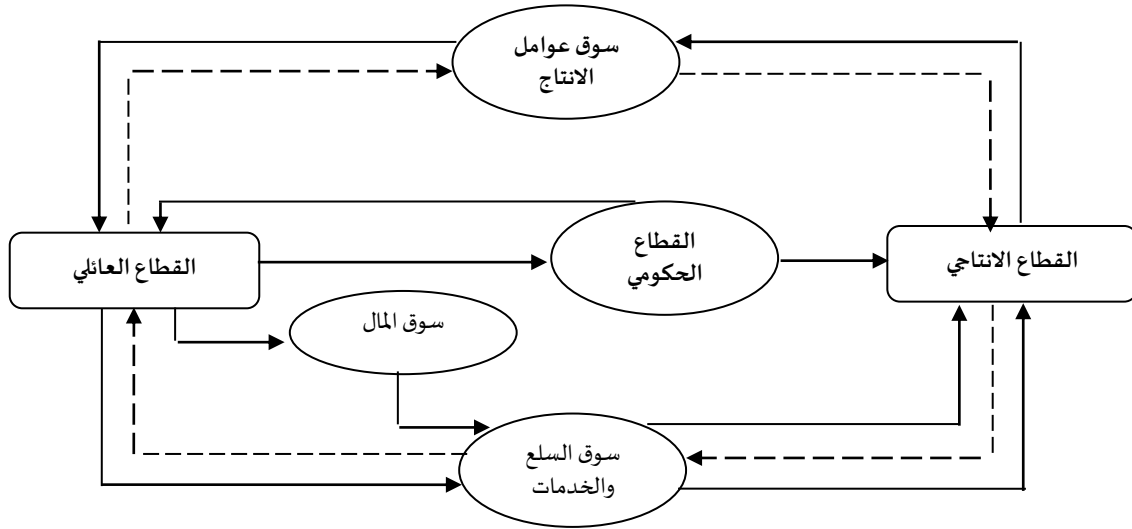 سوق عوامل
الانتاج
القطاع
الحكومي
القطاع الانتاجي
القطاع العائلي
سوق المال
سوق السلع
والخدمات